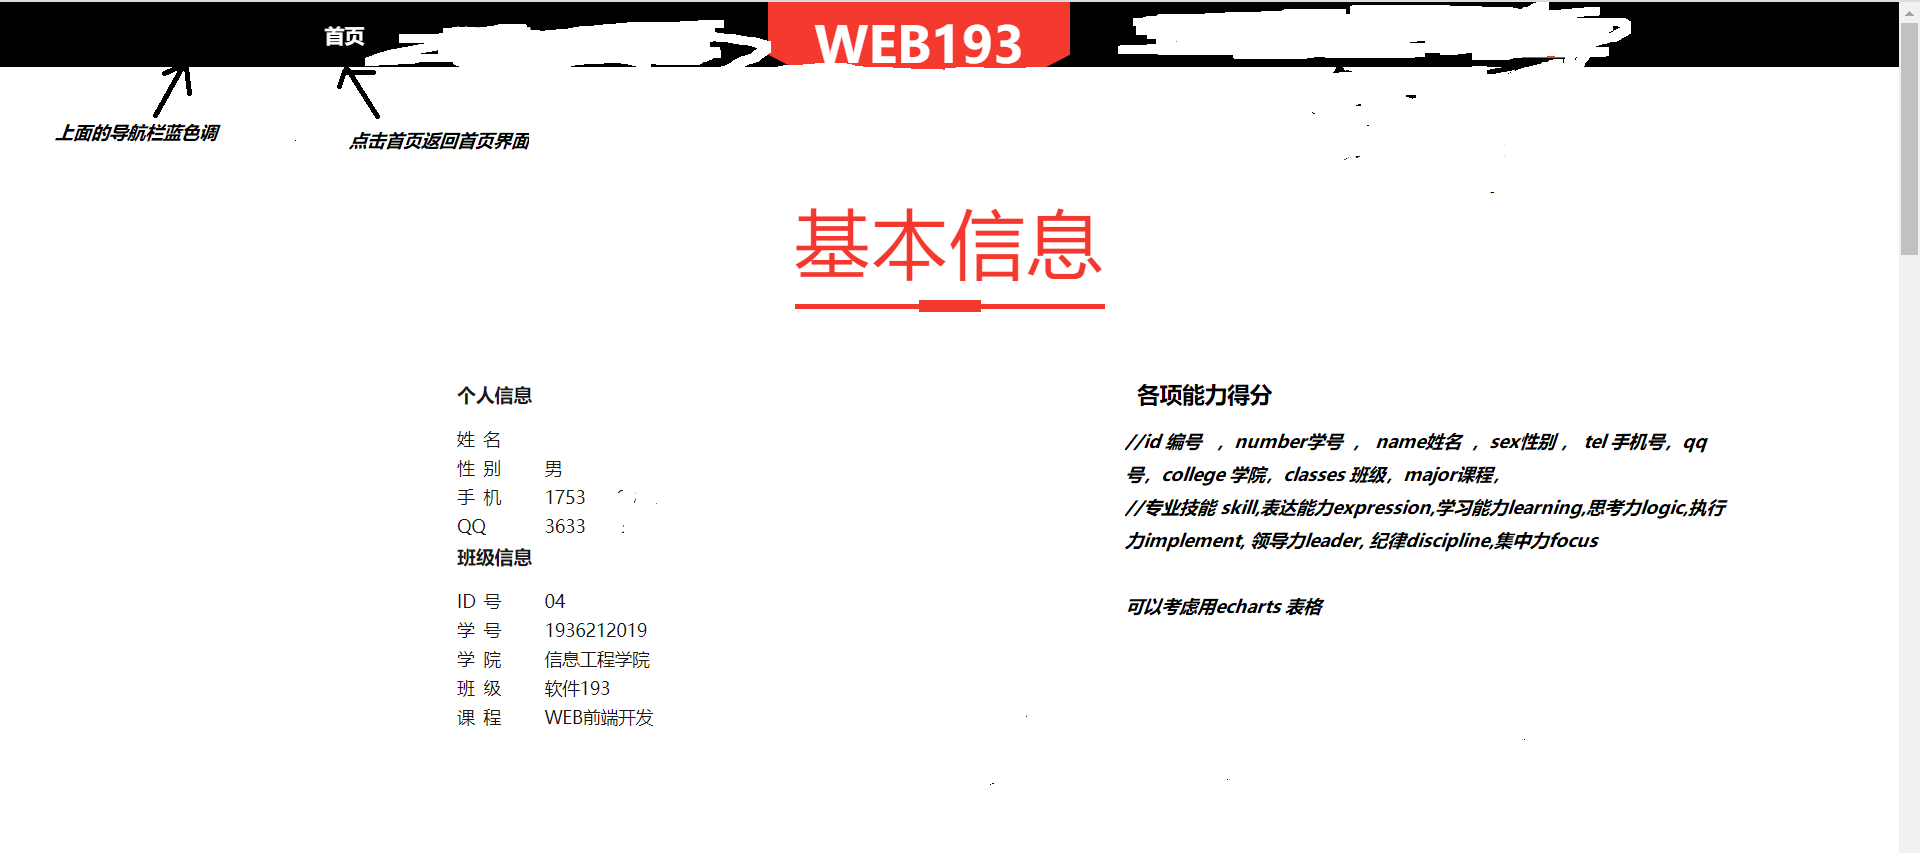 首页
WEB193
上面的导航栏蓝色调
点击首页返回首页界面
基本信息
个人信息
姓 名
性 别 男
手 机 1753
QQ 3633
班级信息
ID 号 04
学 号 1936212019
学 院 信息工程学院
班 级 软件193
课 程 WEB前端开发
各项能力得分
//id 编号 ，number学号 ， name姓名 ，sex性别 ， tel 手机号，qq
号，college 学院，classes 班级，major课程，
//专业技能 skill,表达能力expression,学习能力learning,思考力logic,执行
力implement, 领导力leader, 纪律discipline,集中力focus
可以考虑用echarts 表格